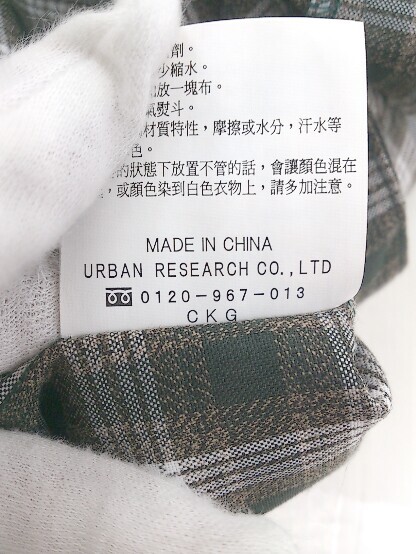 劑。
少縮水。
放一塊布。
熨斗。
材質特性，摩擦或水分，汗水等
色。
的狀態下放置不管的話，會讓顏色混在
，或顏色染到白色衣物上，請多加注意。
MADE IN CHINA
URBAN RESEARCH CO.,LTD
0120-967-013
CKG